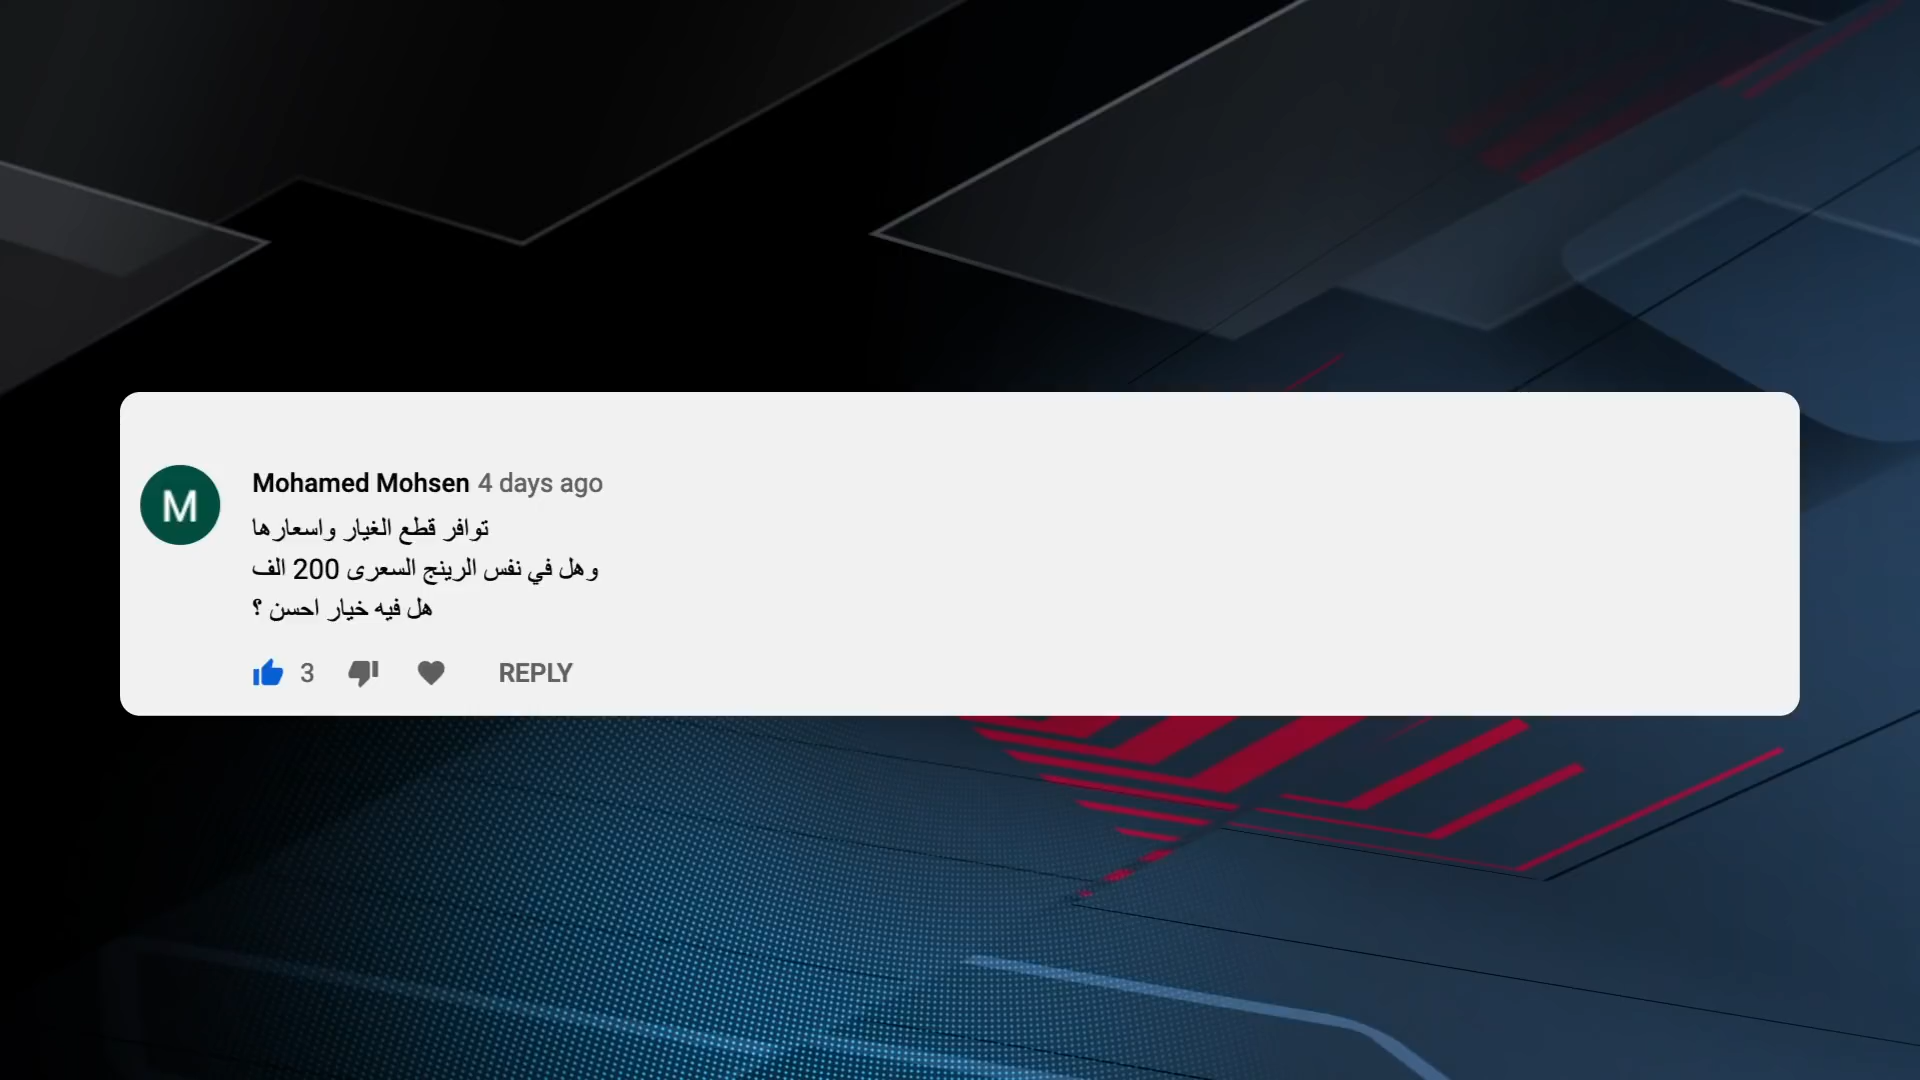 M
Mohamed Mohsen 4 days ago
توافر قطع الغيار واسعارها
وهل في نفس الرينج السعرى 200 الف
هل فيه خيار احسن ؟
3 REPLY